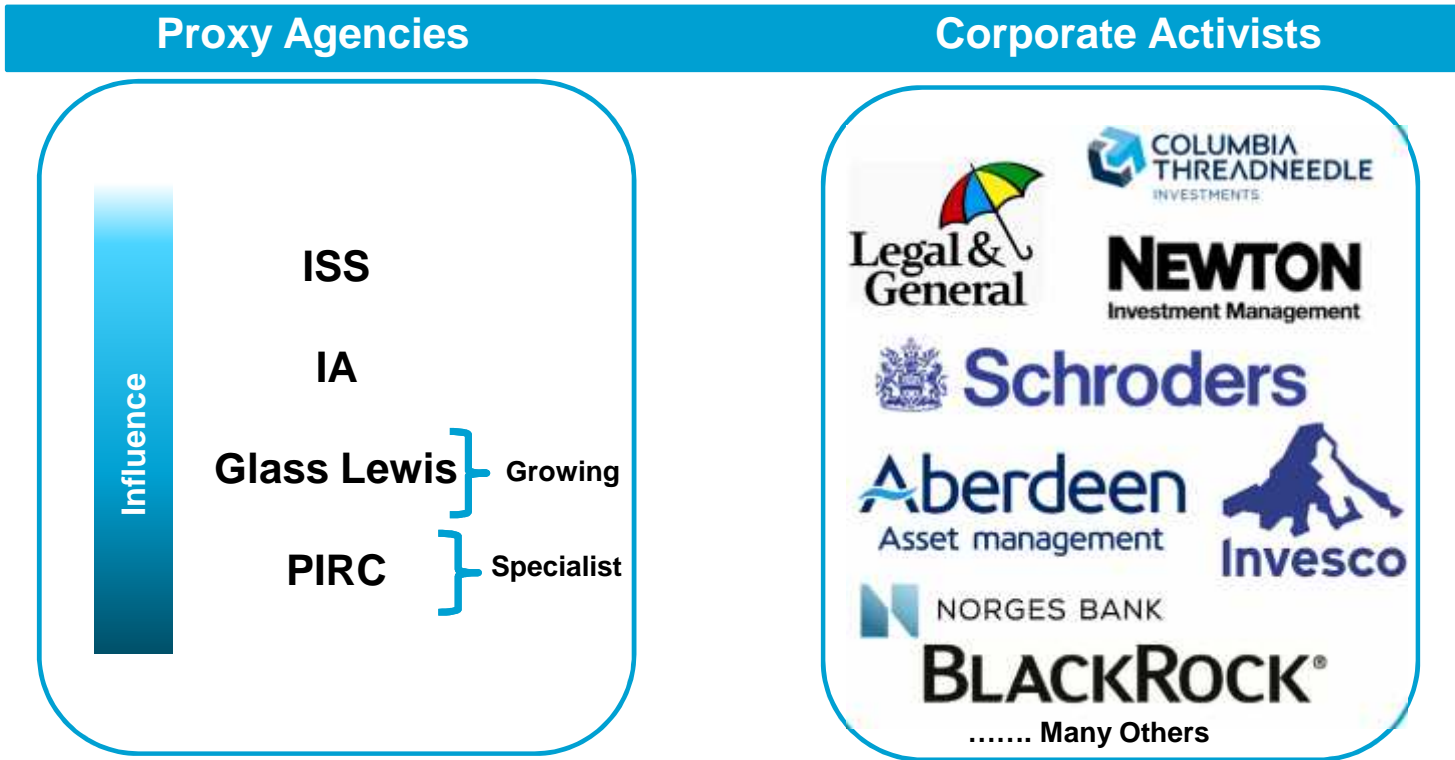 Proxy Agencies
Corporate Activists
Influence
ISS
IA
Glass Lewis
Growing
PIRC
Specialist
COLUMBIA
THREADNEEDLE
INVESTMENTS
Legal &
General
NEWTON
Investment Management
Schroders
Aberdeen
Asset management
Invesco
NORGES BANK
BLACKROCK®
....... Many Others